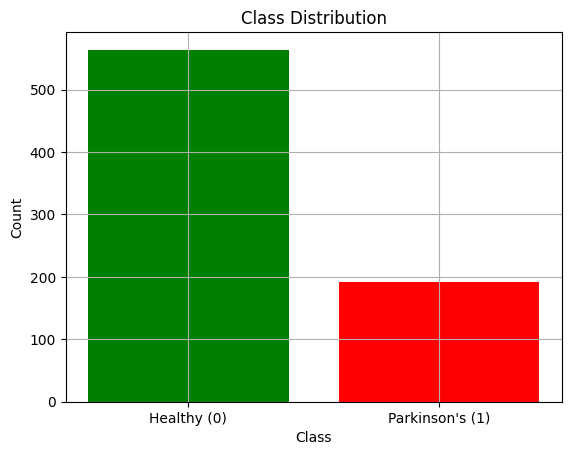 Class Distribution
Count
500
400
300
200
100
0
Healthy (0)
Parkinson's (1)
Class